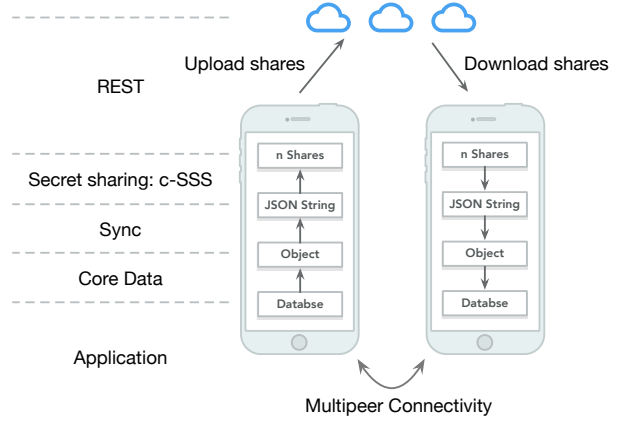 Upload shares
Download shares
REST
n Shares
n Shares
Secret sharing: c-SSS
JSON String
JSON String
Sync
Object
Object
Core Data
Databse
Databse
Application
Multipeer Connectivity